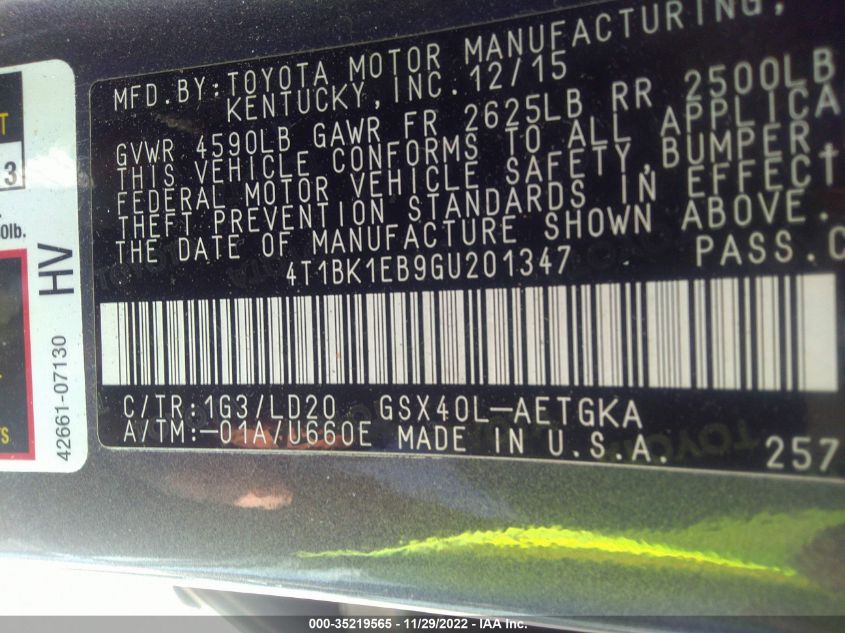 MFD.BY:TOYOTA MOTOR MANUFACTURING,
KENTUCKY,INC.12/15
GVWR 4590LB GAWR FR 2625LB RR 2500LB
THIS VEHICLE CONFORMS TO ALL APPLICA
FEDERAL MOTOR VEHICLE SAFETY,BUMPER,
THEFT PREVENTION STANDARDS IN EFFECT
THE DATE OF MANUFACTURE SHOWN ABOVE.
4T1BK1EB9GU201347 PASS.C
C/TR:1G3/LD20 GSX40L-AETGKA
A/TM:-01A/U660E MADE IN U.S.A.
257
3
0lb.
HV
42661-07130
TS
000-35219565 - 11/29/2022 - IAA Inc.